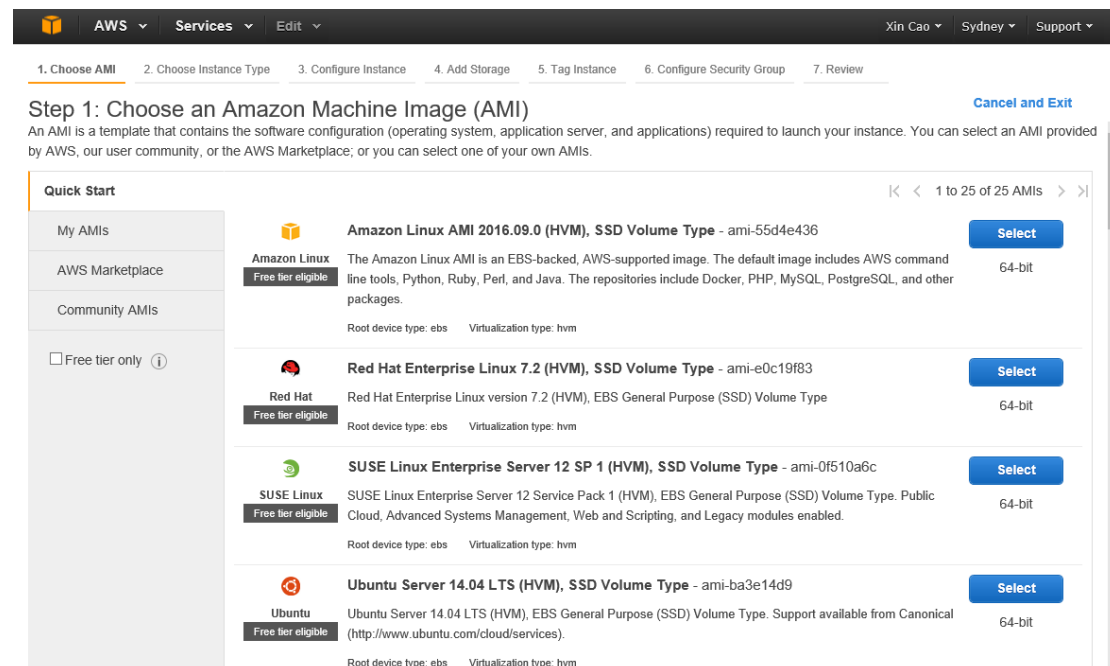 AWS Services Edit Xin Cao Sydney Support
1. Choose AMI 2. Choose Instance Type 3. Configure Instance 4. Add Storage 5. Tag Instance 6. Configure Security Group 7. Review
Step 1: Choose an Amazon Machine Image (AMI)
Cancel and Exit
An AMI is a template that contains the software configuration (operating system, application server, and applications) required to launch your instance. You can select an AMI provided
by AWS, our user community, or the AWS Marketplace; or you can select one of your own AMIs.
Quick Start
1 to 25 of 25 AMIs
My AMIs
AWS Marketplace
Community AMIs
Free tier only
Amazon Linux
Free tier eligible
Amazon Linux AMI 2016.09.0 (HVM), SSD Volume Type - ami-55d4e436
The Amazon Linux AMI is an EBS-backed, AWS-supported image. The default image includes AWS command
line tools, Python, Ruby, Perl, and Java. The repositories include Docker, PHP, MySQL, PostgreSQL, and other
packages.
Root device type: ebs Virtualization type: hvm
Select
64-bit
Red Hat
Free tier eligible
Red Hat Enterprise Linux 7.2 (HVM), SSD Volume Type - ami-e0c19f83
Red Hat Enterprise Linux version 7.2 (HVM), EBS General Purpose (SSD) Volume Type
Root device type: ebs Virtualization type: hvm
Select
64-bit
SUSE Linux
Free tier eligible
SUSE Linux Enterprise Server 12 SP 1 (HVM), SSD Volume Type - ami-0f510a6c
SUSE Linux Enterprise Server 12 Service Pack 1 (HVM), EBS General Purpose (SSD) Volume Type. Public
Cloud, Advanced Systems Management, Web and Scripting, and Legacy modules enabled.
Root device type: ebs Virtualization type: hvm
Select
64-bit
Ubuntu
Free tier eligible
Ubuntu Server 14.04 LTS (HVM), SSD Volume Type - ami-ba3e14d9
Ubuntu Server 14.04 LTS (HVM), EBS General Purpose (SSD) Volume Type. Support available from Canonical
(http://www.ubuntu.com/cloud/services).
Root device type: ebs Virtualization type: hvm
Select
64-bit